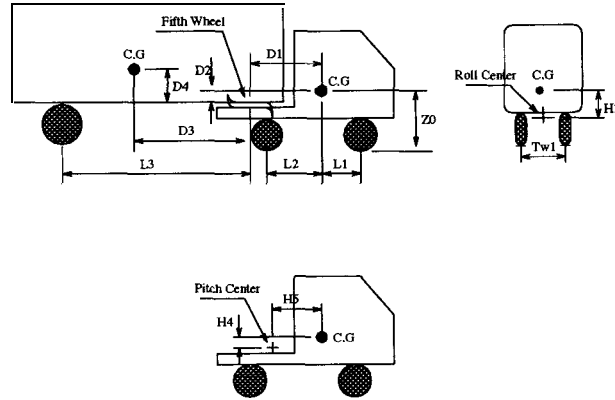 Fifth Wheel
D1
C.G
D2
C.G
D4
Z0
D3
L3
L2
L1
Roll Center
C.G
H
Tw1
Pitch Center
H5
H4
C.G